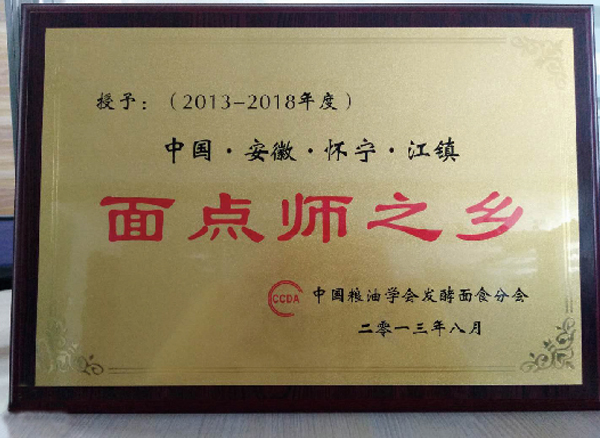 授予：（2013-2018年度）
中国·安徽·怀宁·江镇
面点师之乡
CCDA 中国粮油学会发酵面食分会
二零一三年八月